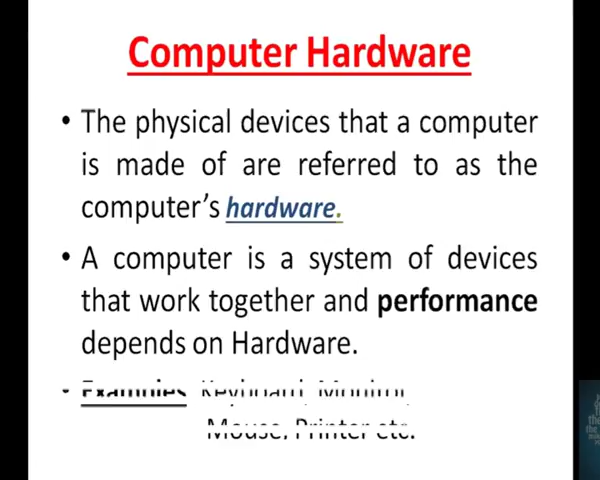 Computer Hardware
• The physical devices that a computer
is made of are referred to as the
computer's hardware.
• A computer is a system of devices
that work together and performance
depends on Hardware.
• Examples Keyboard, Monitor,
Mouse, Printer etc.